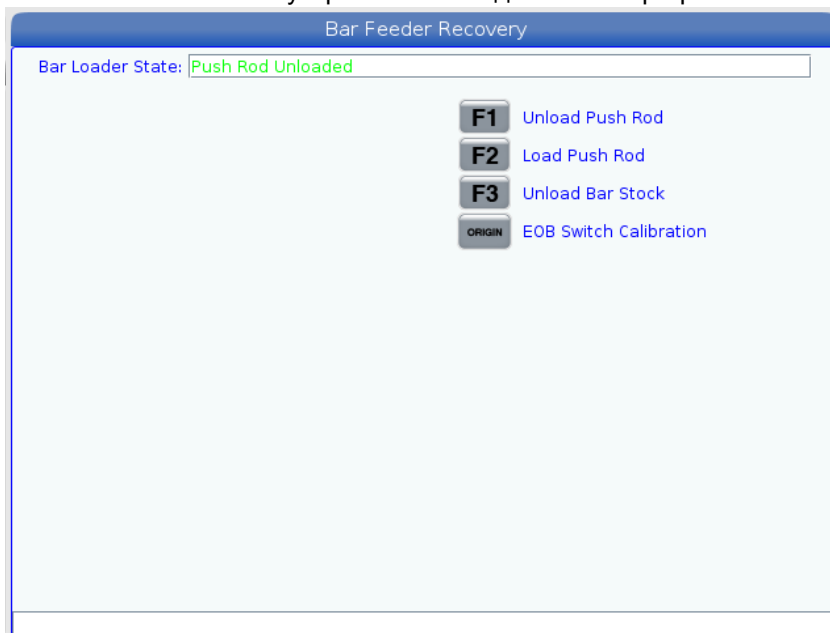 Bar Feeder Recovery
Bar Loader State: Push Rod Unloaded
F1 Unload Push Rod
F2 Load Push Rod
F3 Unload Bar Stock
ORIGIN EOB Switch Calibration